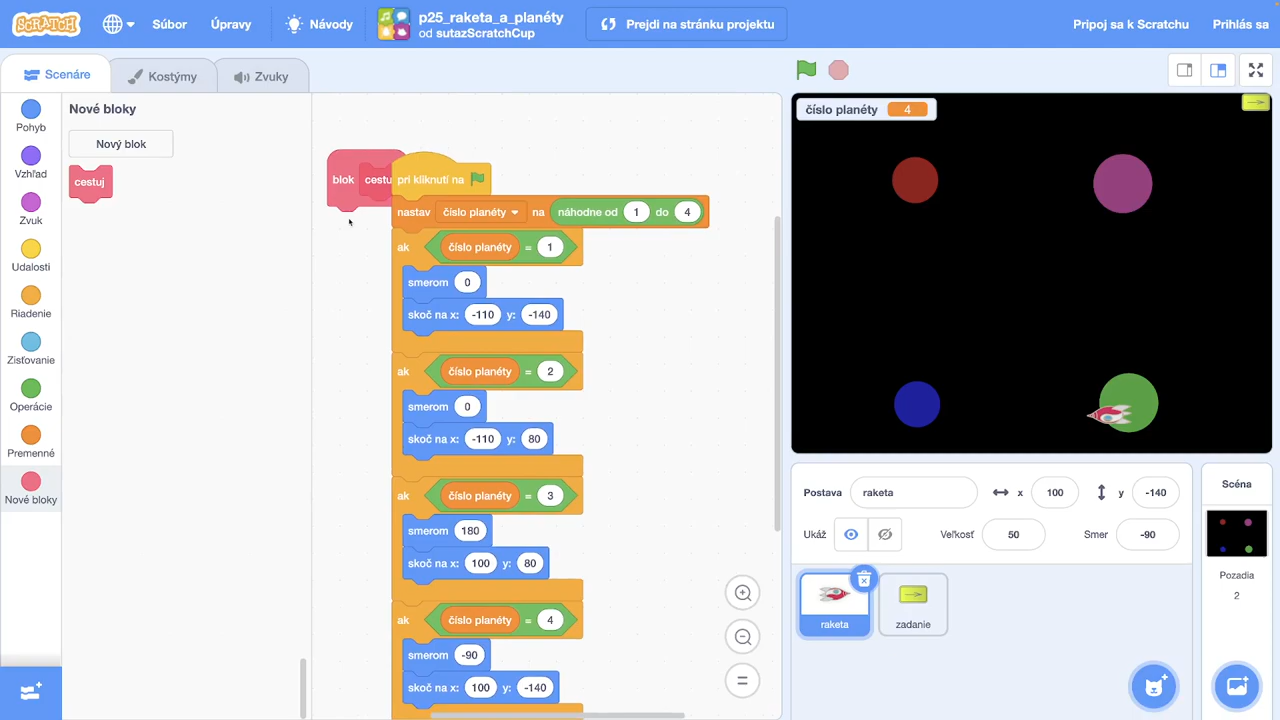 SCRATCH
Súbor
Úpravy
Návody
p25_raketa_a_planéty
od sutazScratchCup
Prejdi na stránku projektu
Pripoj sa k Scratchu
Prihlás sa
Scenáre
Kostýmy
Zvuky
Pohyb
Vzhľad
Zvuk
Udalosti
Riadenie
Zisťovanie
Operácie
Premenné
Nové bloky
Nové bloky
Nový blok
cestuj
blok cestu
pri kliknutí na
nastav číslo planéty na náhodne od 1 do 4
ak číslo planéty = 1
smerom 0
skoč na x: -110 y: -140
ak číslo planéty = 2
smerom 0
skoč na x: -110 y: 80
ak číslo planéty = 3
smerom 180
skoč na x: 100 y: 80
ak číslo planéty = 4
smerom -90
skoč na x: 100 y: -140
číslo planéty 4
Postava raketa x 100 y -140
Ukáž Veľkosť 50 Smer -90
raketa
zadanie
Scéna
Pozadia
2